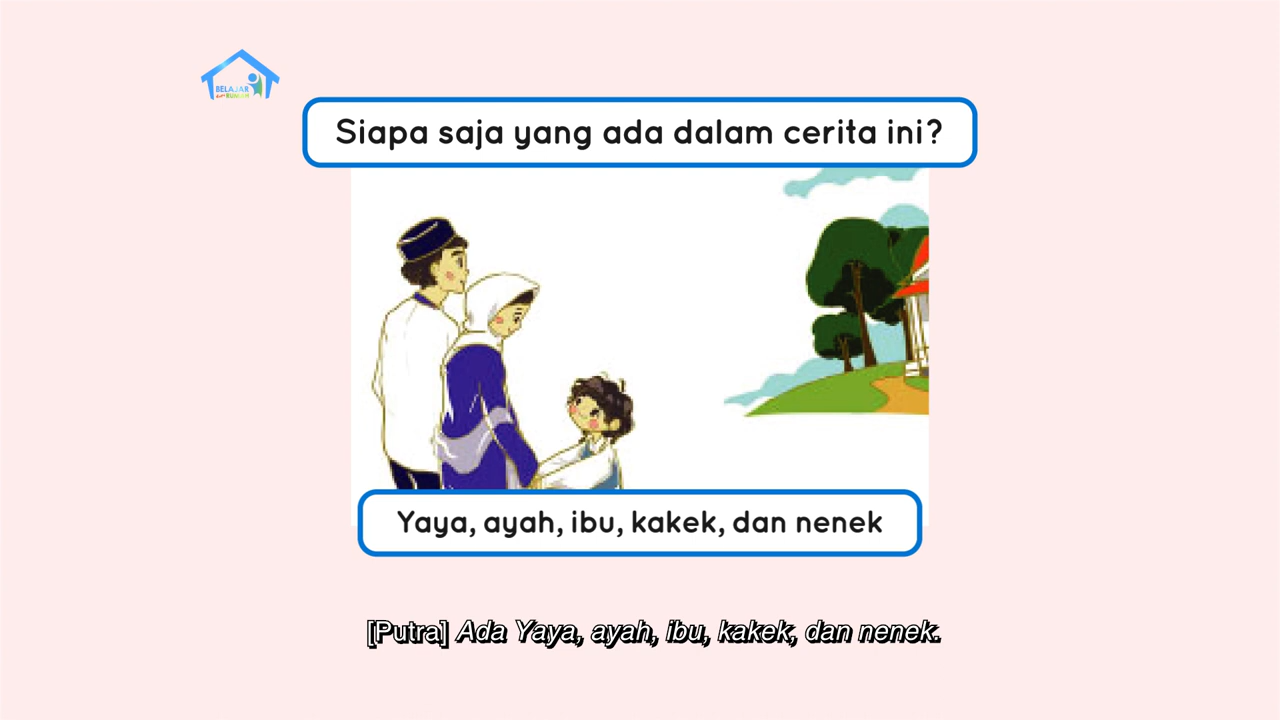 BELAJAR
dari RUMAH
Siapa saja yang ada dalam cerita ini?
Yaya, ayah, ibu, kakek, dan nenek
[Putra] Ada Yaya, ayah, ibu, kakek, dan nenek.